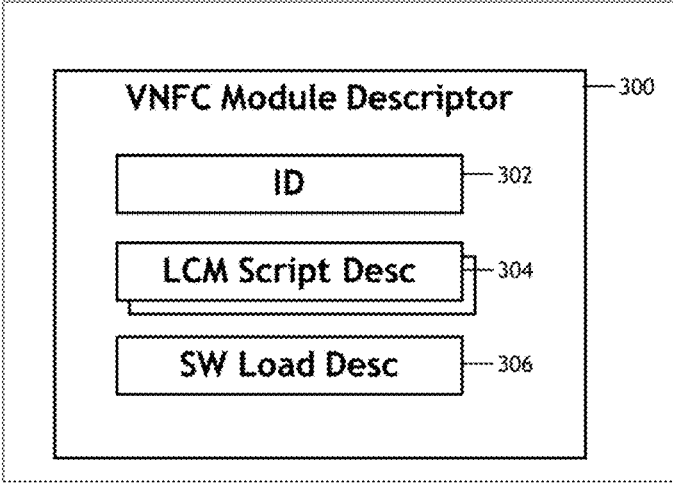 VNFC Module Descriptor
300
ID
302
LCM Script Desc
304
SW Load Desc
306